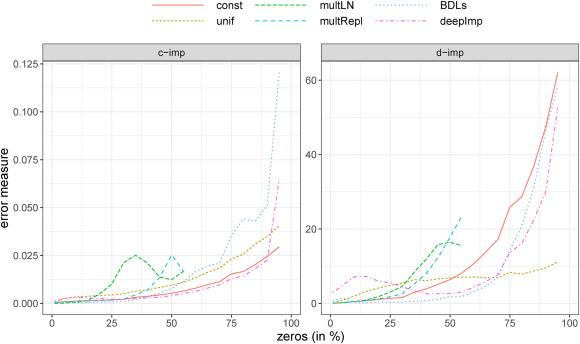 const multLN BDLs
unif multRepl deepImp
c−imp d−imp
0.125
0.100
0.075
0.050
0.025
0.000
60
40
20
0
error measure
0 25 50 75 100 0 25 50 75 100
zeros (in %)